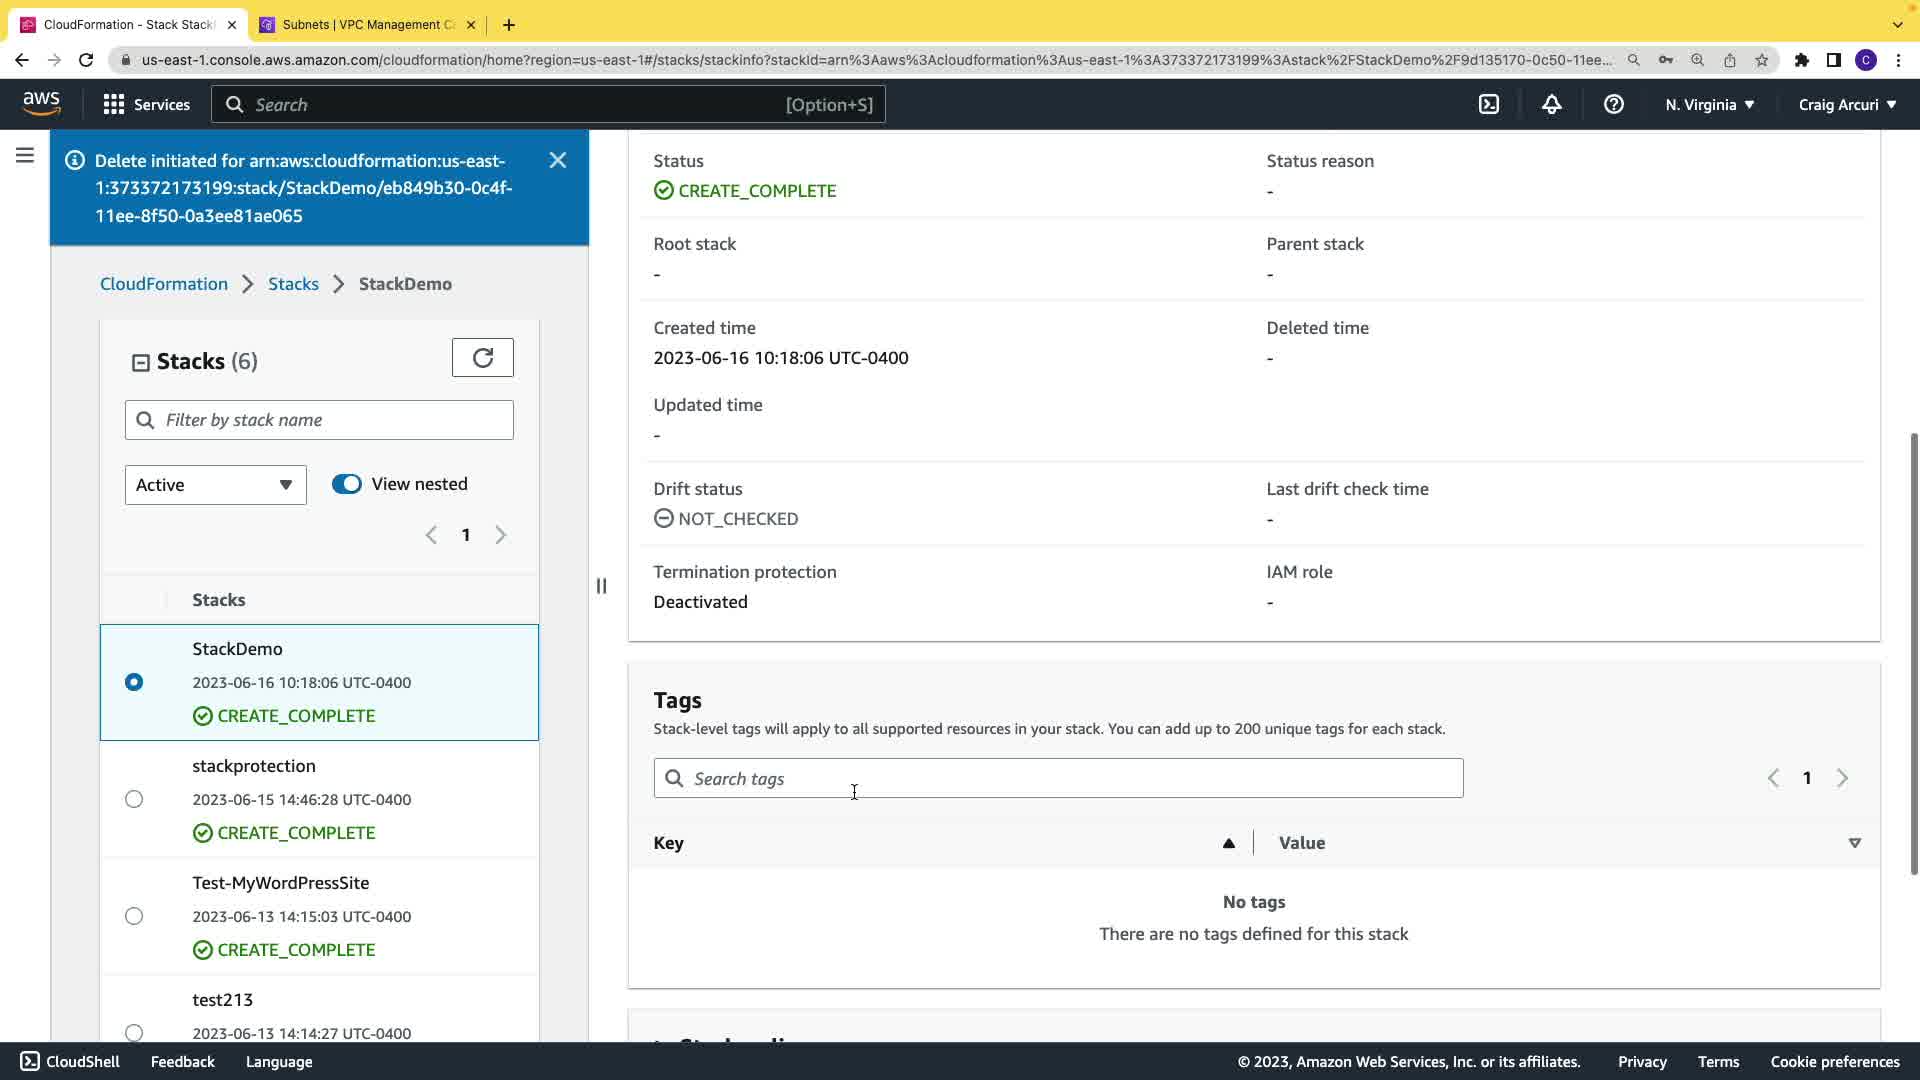 CloudFormation - Stack Stack
Subnets | VPC Management C
us-east-1.console.aws.amazon.com/cloudformation/home?region=us-east-1#/stacks/stackinfo?stackId=arn%3Aaws%3Acloudformation%3Aus-east-1%3A373372173199%3Astack%2FStackDemo%2F9d135170-0c50-11ee...
C
aws
Services
Search
[Option+S]
N. Virginia
Craig Arcuri
Delete initiated for arn:aws:cloudformation:us-east-
1:373372173199:stack/StackDemo/eb849b30-0c4f-
11ee-8f50-0a3ee81ae065
CloudFormation
Stacks
StackDemo
Stacks (6)
Filter by stack name
Active
View nested
1
Stacks
StackDemo
2023-06-16 10:18:06 UTC-0400
CREATE_COMPLETE
stackprotection
2023-06-15 14:46:28 UTC-0400
CREATE_COMPLETE
Test-MyWordPressSite
2023-06-13 14:15:03 UTC-0400
CREATE_COMPLETE
test213
2023-06-13 14:14:27 UTC-0400
Status
CREATE_COMPLETE
Status reason
-
Root stack
-
Parent stack
-
Created time
2023-06-16 10:18:06 UTC-0400
Deleted time
-
Updated time
-
Drift status
NOT_CHECKED
Last drift check time
-
Termination protection
Deactivated
IAM role
-
Tags
Stack-level tags will apply to all supported resources in your stack. You can add up to 200 unique tags for each stack.
Search tags
1
Key
Value
No tags
There are no tags defined for this stack
CloudShell
Feedback
Language
© 2023, Amazon Web Services, Inc. or its affiliates.
Privacy
Terms
Cookie preferences